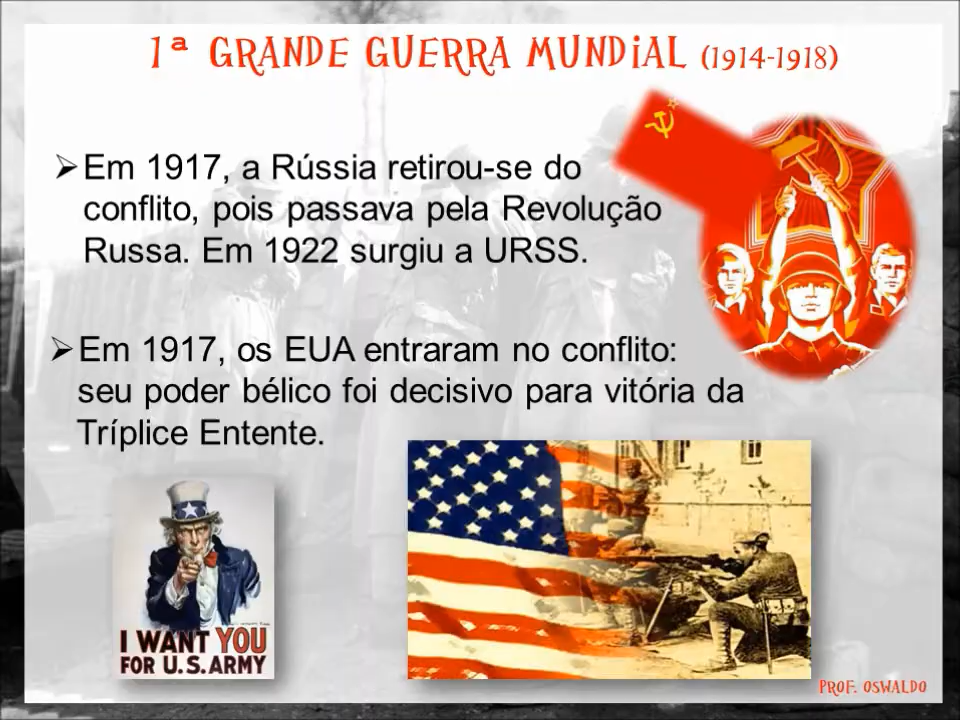 1ª GRANDE GUERRA MUNDIAL (1914-1918)
Em 1917, a Rússia retirou-se do
conflito, pois passava pela Revolução
Russa. Em 1922 surgiu a URSS.
Em 1917, os EUA entraram no conflito:
seu poder bélico foi decisivo para vitória da
Tríplice Entente.
I WANT YOU
FOR U.S. ARMY
PROF. OSWALDO